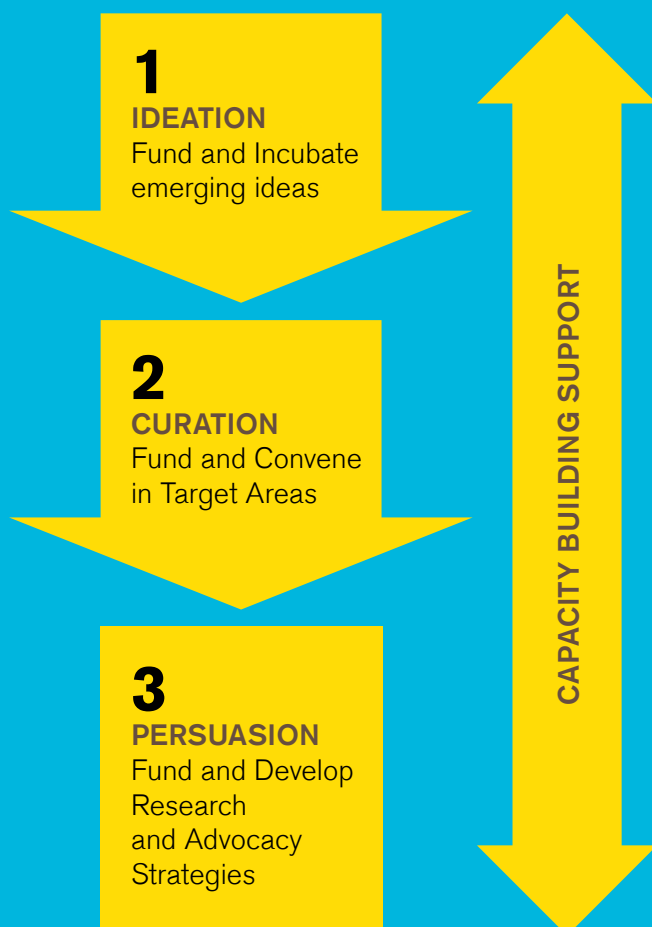 1
IDEATION
Fund and Incubate
emerging ideas
2
CURATION
Fund and Convene
in Target Areas
3
PERSUASION
Fund and Develop
Research
and Advocacy
Strategies
CAPACITY BUILDING SUPPORT